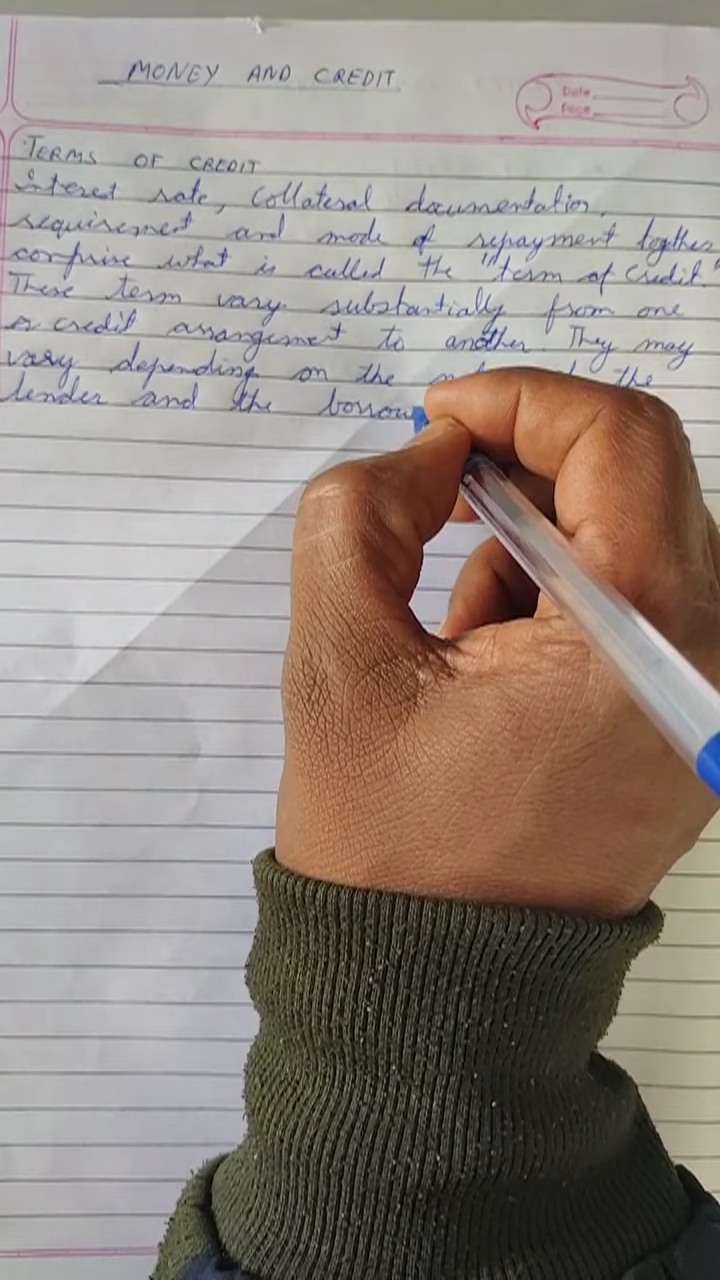 MONEY AND CREDIT
Date
Page
TERMS OF CREDIT
Interest rate, Collateral documentation,
requirement and mode of repayment together
comprise what is called the "term of Credit."
These term vary substantially from one
credit arrangement to another. They may
vary depending on the the
lender and the borrow